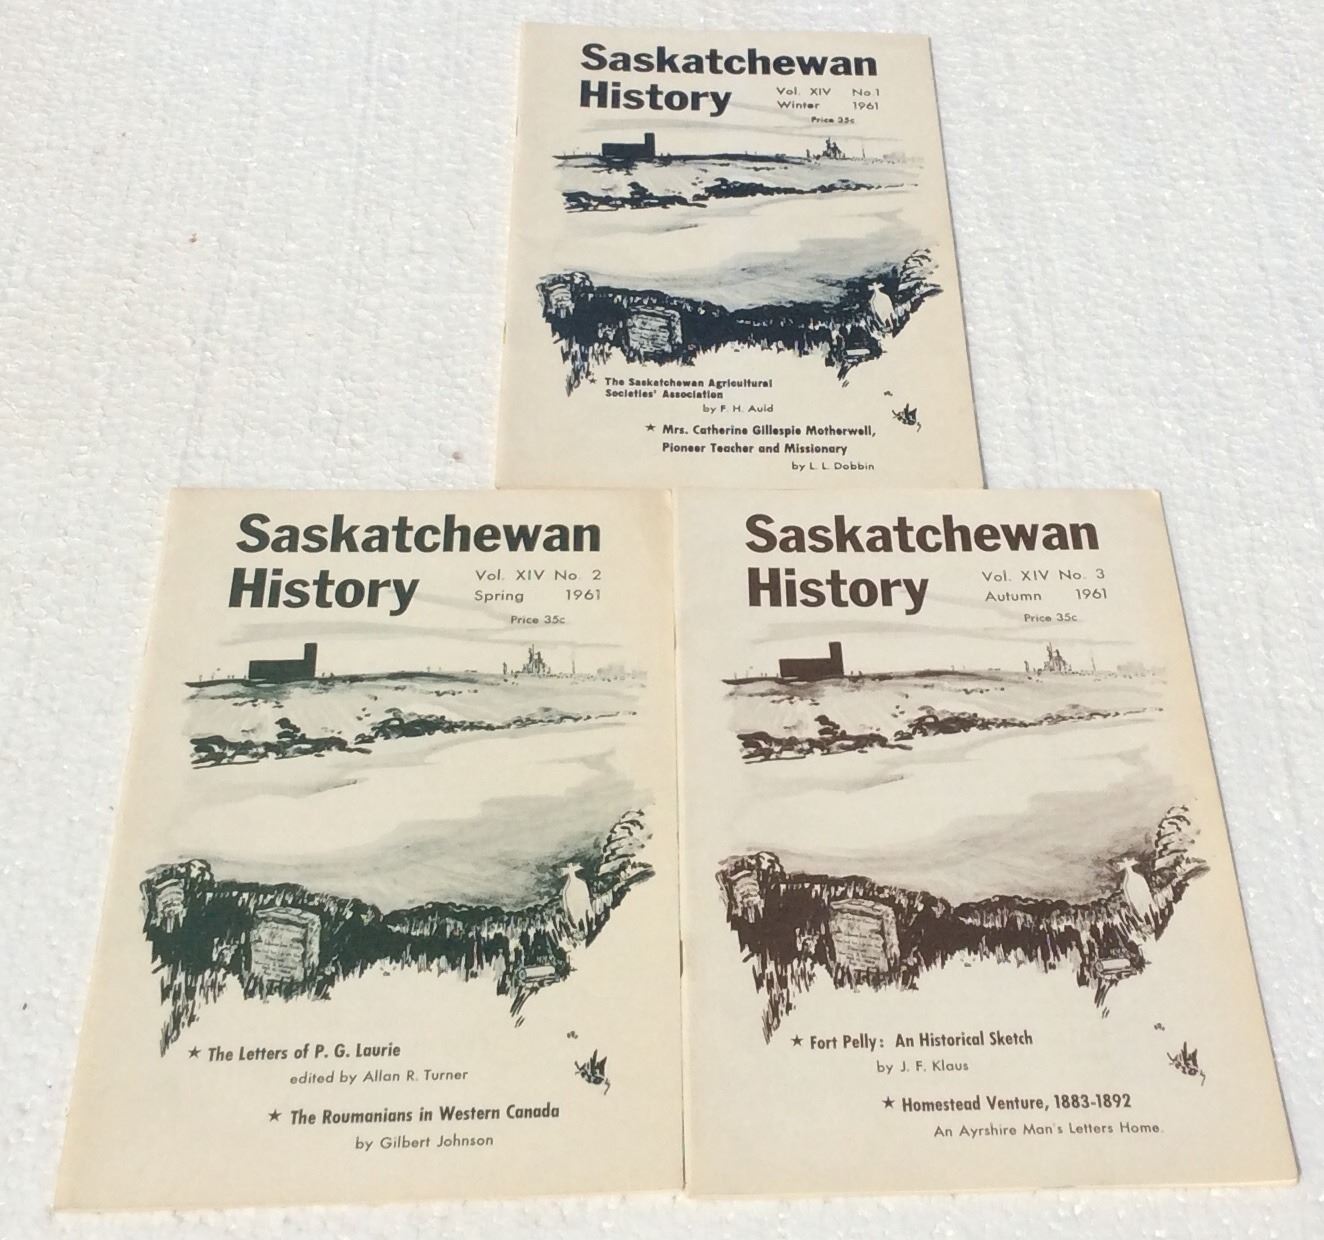 Saskatchewan
History
Vol. XIV No 1
Winter 1961
Price 35c
★ The Saskatchewan Agricultural
Societies' Association
by F. H. Auld
★ Mrs. Catherine Gillespie Motherwell,
Pioneer Teacher and Missionary
by L. L. Dobbin
Saskatchewan
History
Vol. XIV No. 2
Spring 1961
Price 35c
★ The Letters of P. G. Laurie
edited by Allan R. Turner
★ The Roumanians in Western Canada
by Gilbert Johnson
Saskatchewan
History
Vol. XIV No. 3
Autumn 1961
Price 35c
★ Fort Pelly: An Historical Sketch
by J. F. Klaus
★ Homestead Venture, 1883-1892
An Ayrshire Man's Letters Home.